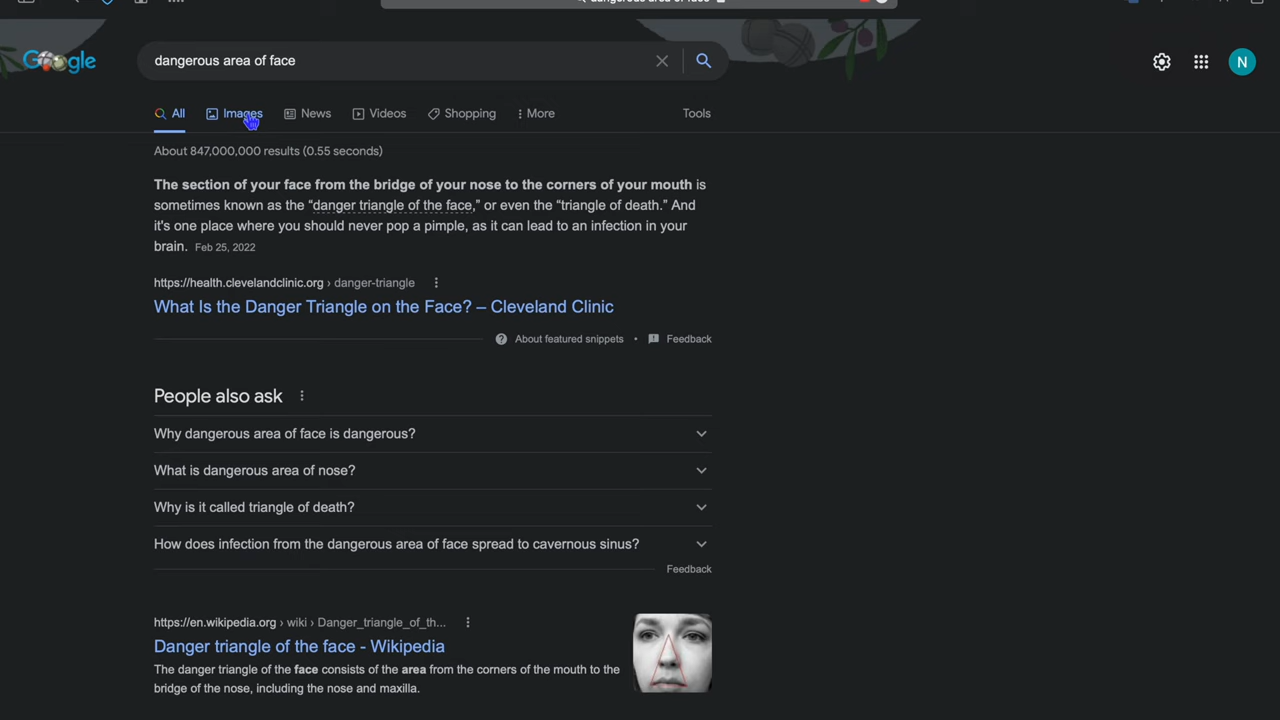 dangerous area of face
Google
dangerous area of face
N
All Images News Videos Shopping More Tools
About 847,000,000 results (0.55 seconds)
The section of your face from the bridge of your nose to the corners of your mouth is
sometimes known as the “danger triangle of the face,” or even the “triangle of death.” And
it's one place where you should never pop a pimple, as it can lead to an infection in your
brain. Feb 25, 2022
https://health.clevelandclinic.org › danger-triangle
What Is the Danger Triangle on the Face? – Cleveland Clinic
About featured snippets • Feedback
People also ask
Why dangerous area of face is dangerous?
What is dangerous area of nose?
Why is it called triangle of death?
How does infection from the dangerous area of face spread to cavernous sinus?
Feedback
https://en.wikipedia.org › wiki › Danger_triangle_of_th...
Danger triangle of the face - Wikipedia
The danger triangle of the face consists of the area from the corners of the mouth to the
bridge of the nose, including the nose and maxilla.